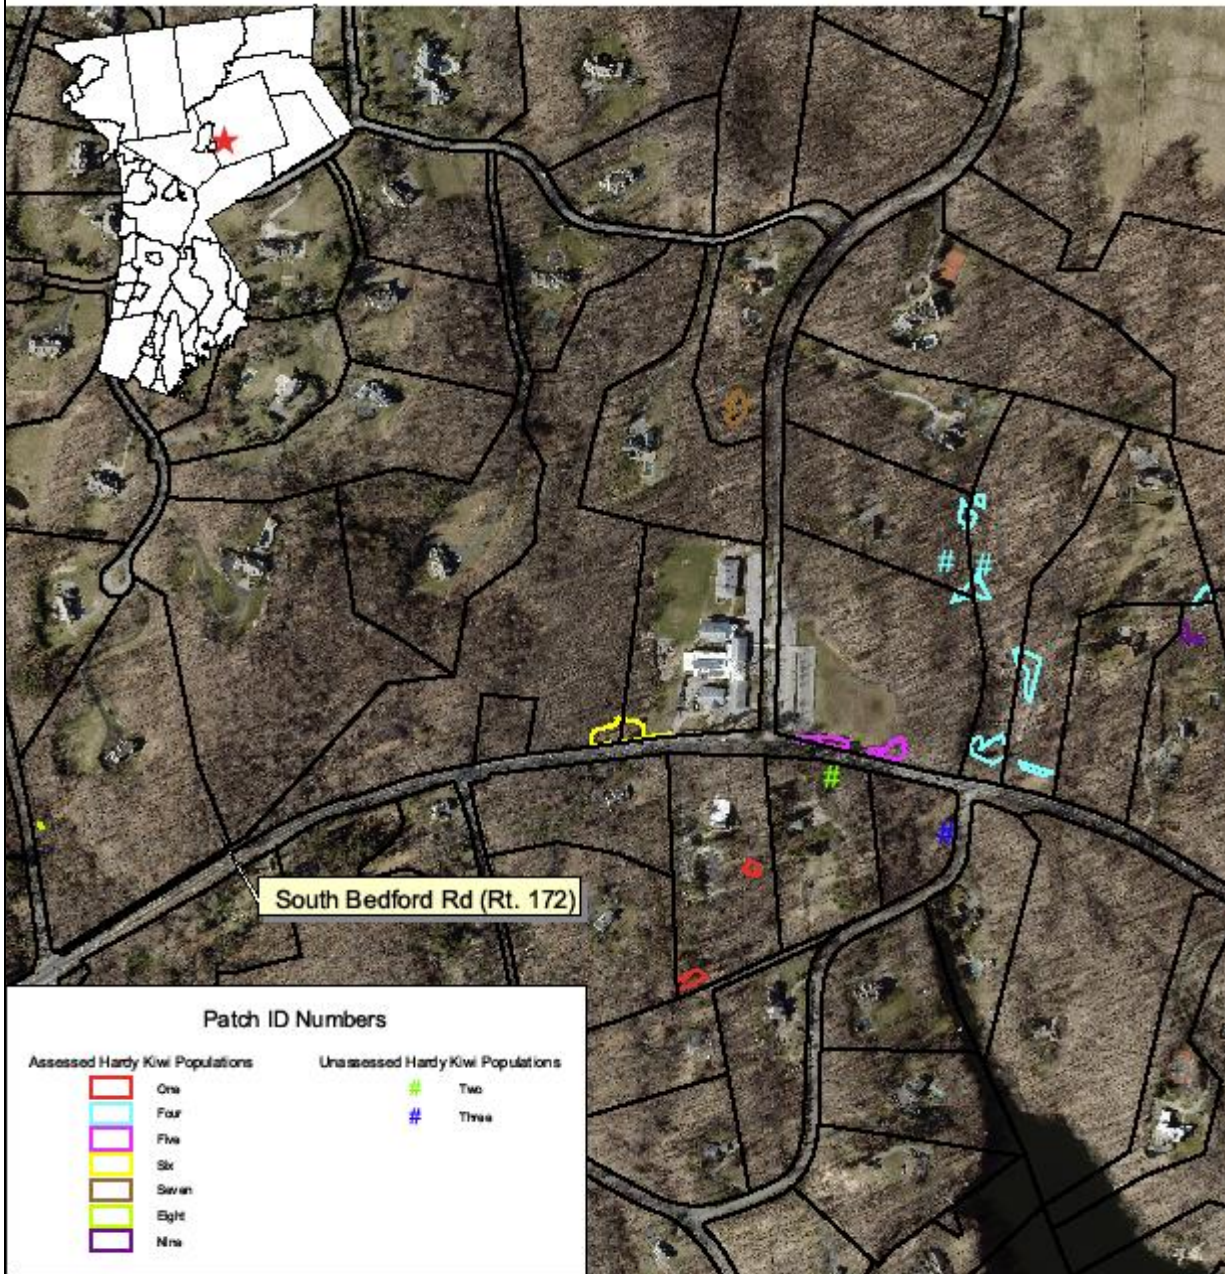 South Bedford Rd (Rt. 172)
Patch ID Numbers
Assessed Hardy Kiwi Populations
One
Four
Five
Six
Seven
Eight
Nine
Unassessed Hardy Kiwi Populations
# Two
# Three
#
#
#
#